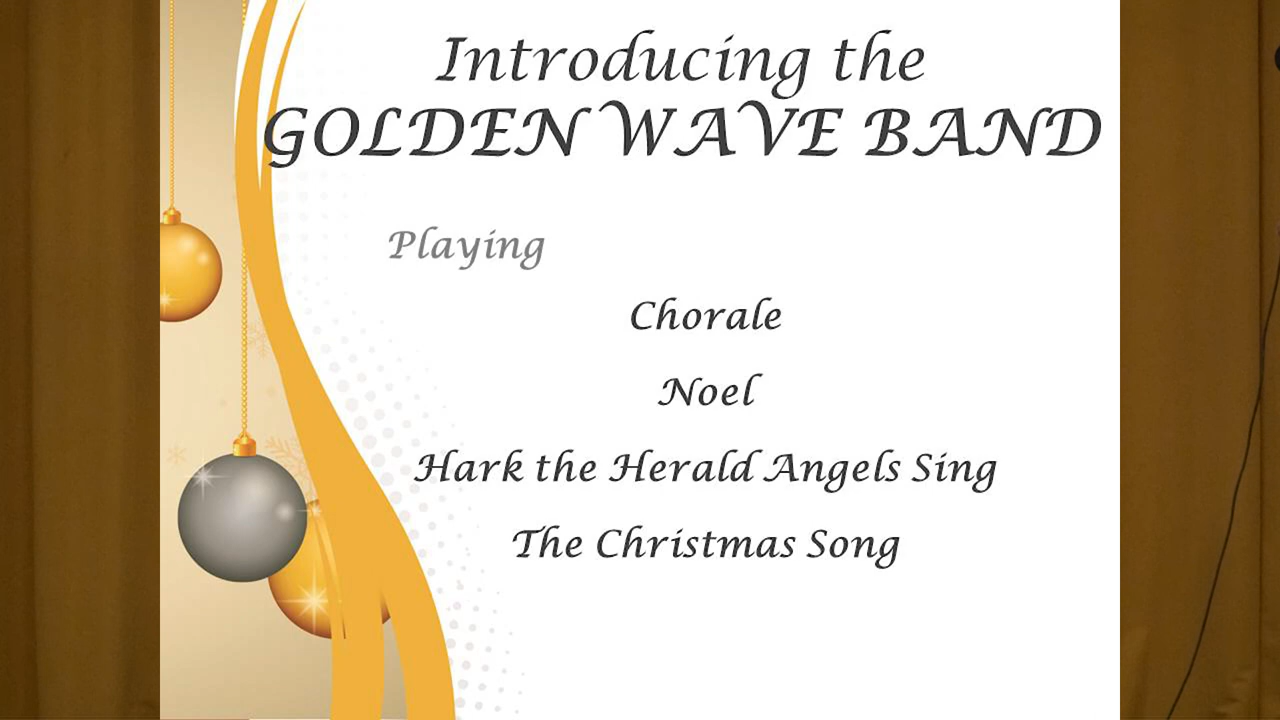 Introducing the
GOLDEN WAVE BAND
Playing
Chorale
Noel
Hark the Herald Angels Sing
The Christmas Song